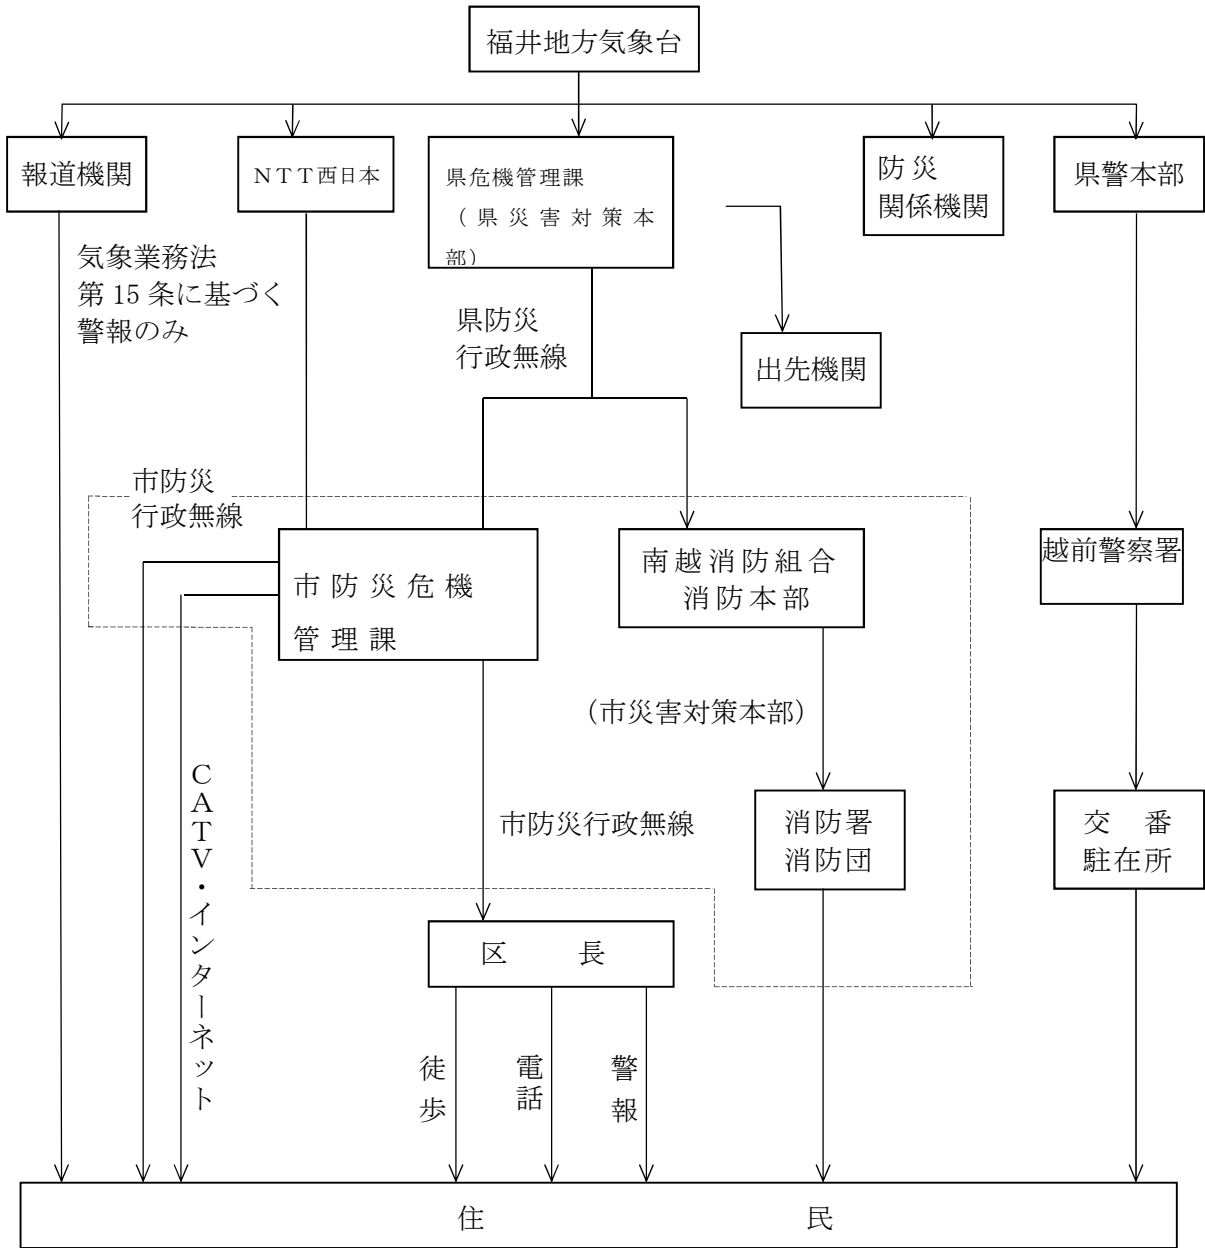 福井地方気象台
報道機関
ＮＴＴ西日本
県危機管理課
（県災害対策本
部）
防災
関係機関
県警本部
気象業務法
第 15 条に基づく
警報のみ
県防災
行政無線
出先機関
市防災
行政無線
市防災危機
管理課
南越消防組合
消防本部
越前警察署
（市災害対策本部）
ＣＡＴＶ・インターネット
市防災行政無線
消防署
消防団
交　番
駐在所
区　長
徒歩
電話
警報
住　民